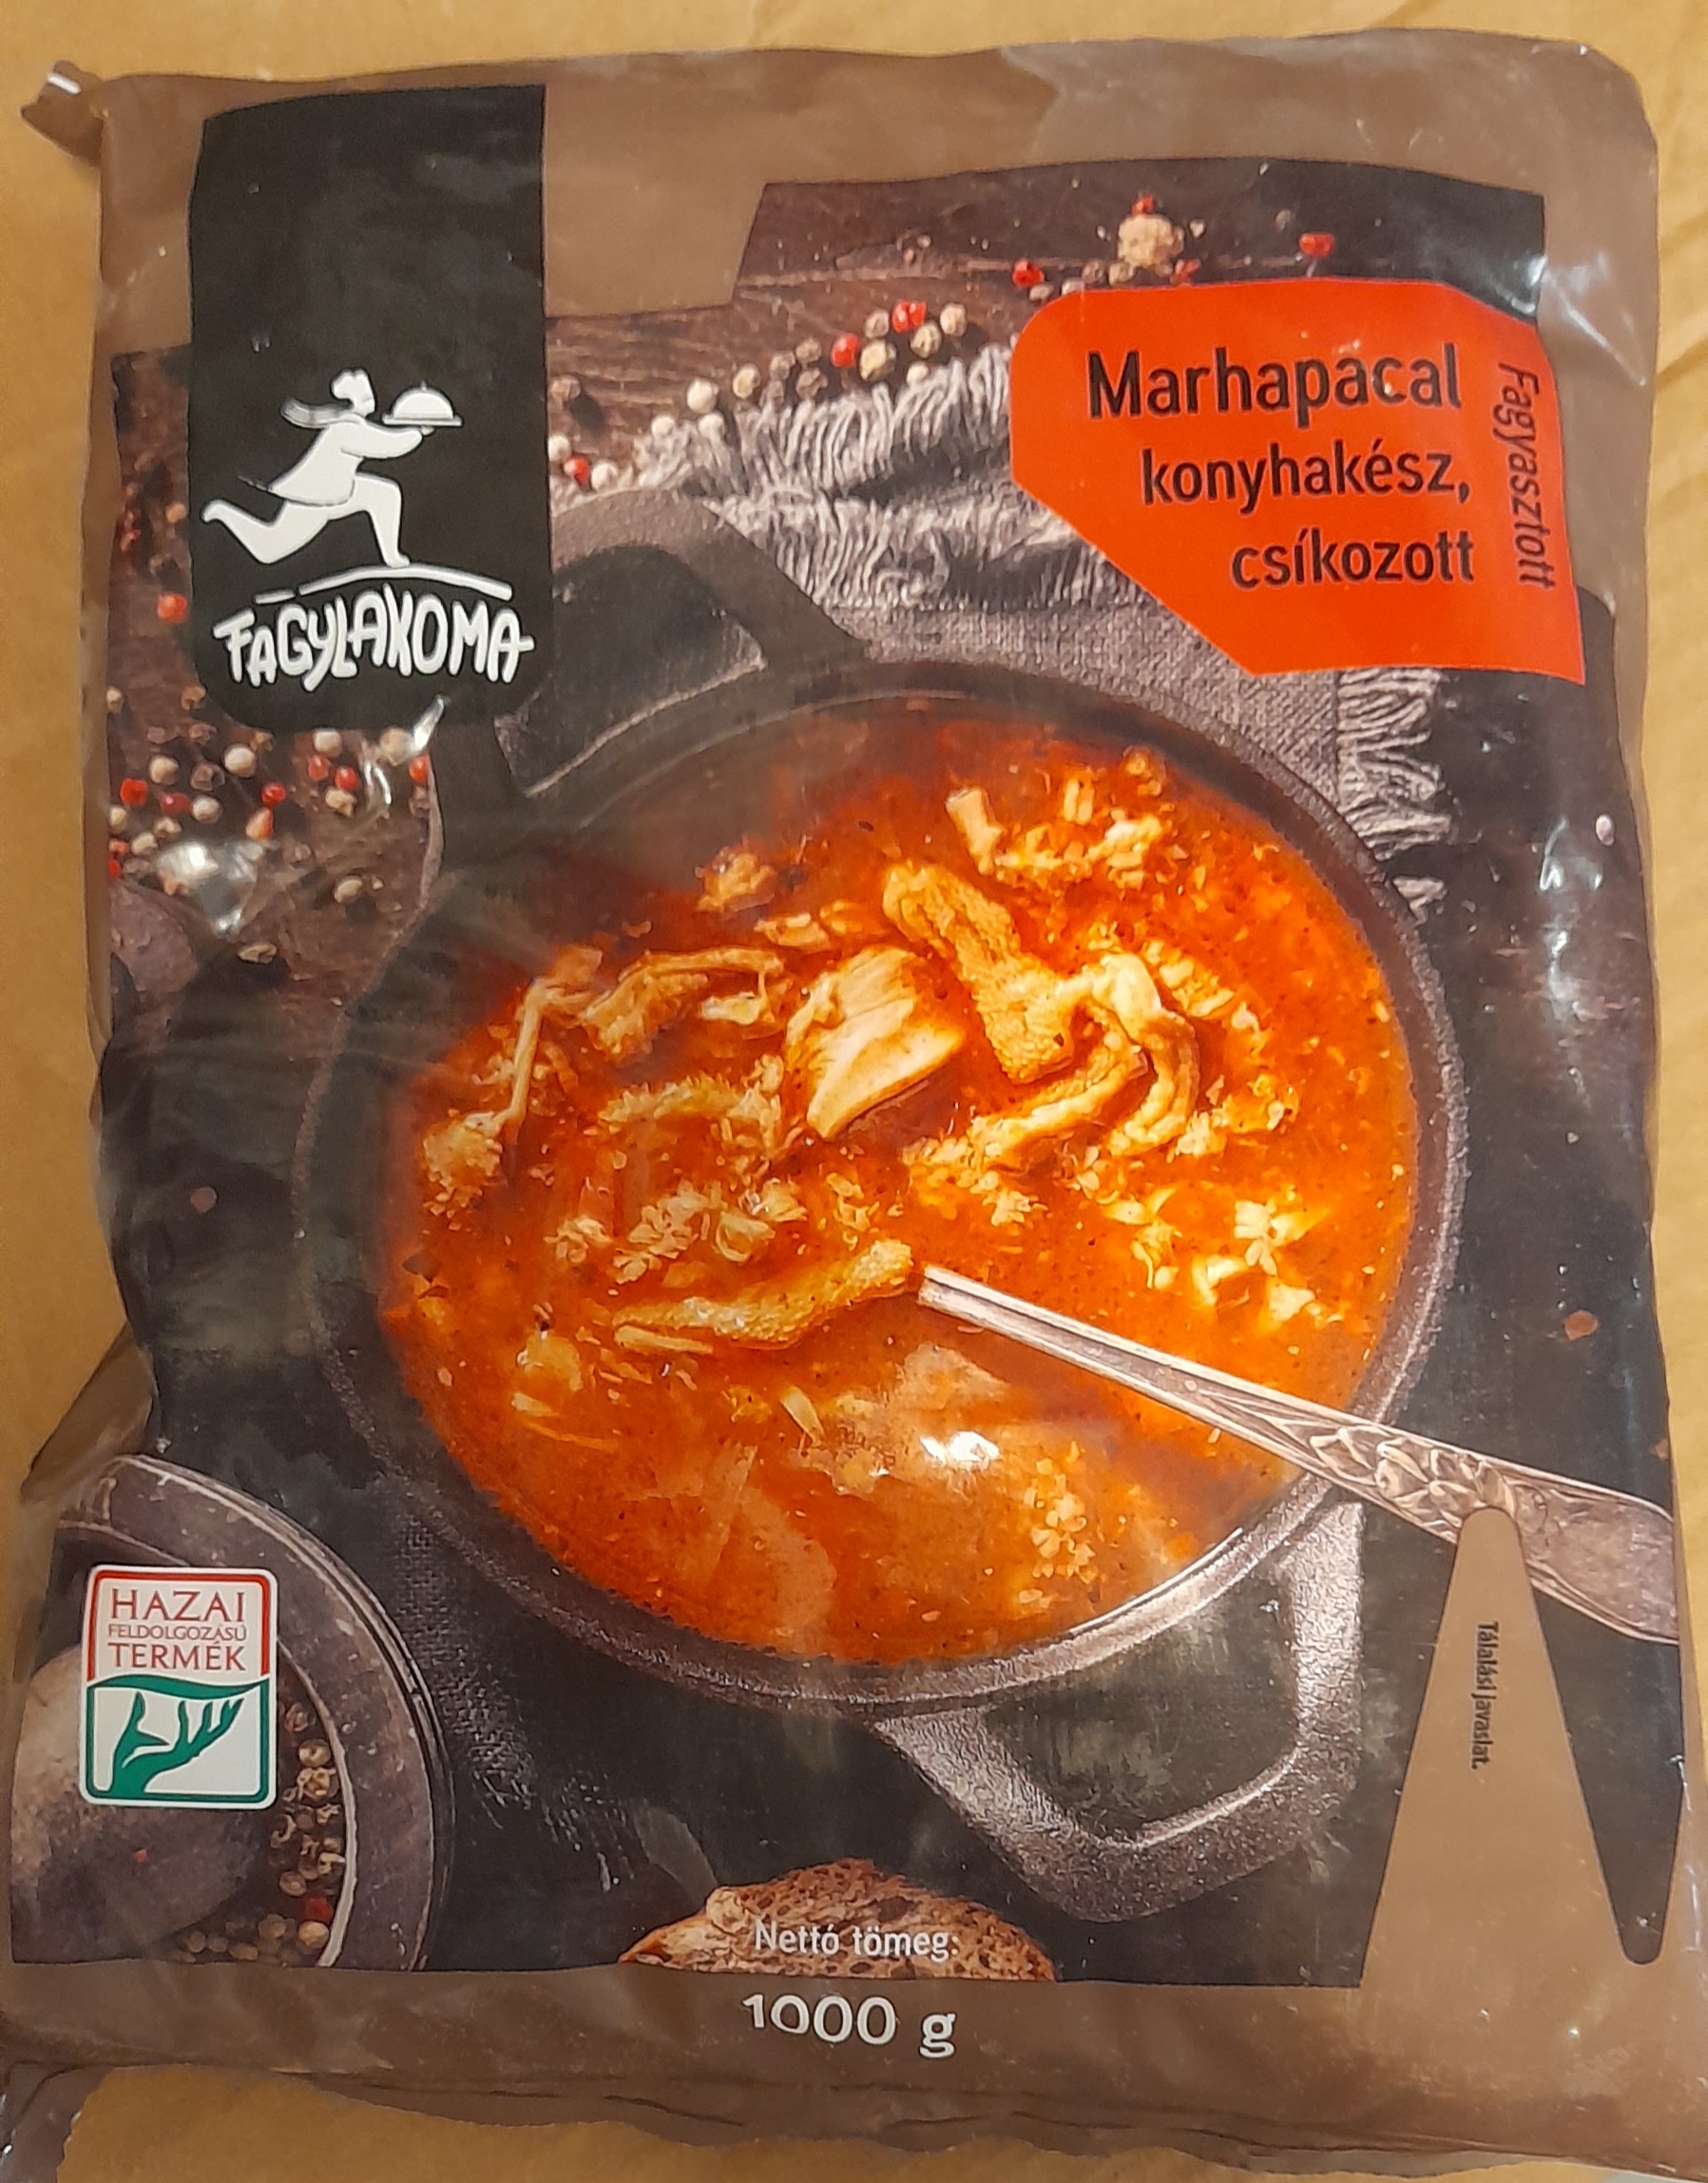 FAGYLAKOMA
Marhapacal
konyhakész,
csíkozott
Fagyasztott
HAZAI
FELDOLGOZÁSÚ
TERMÉK
Tálalási javaslat.
Nettó tömeg:
1000 g